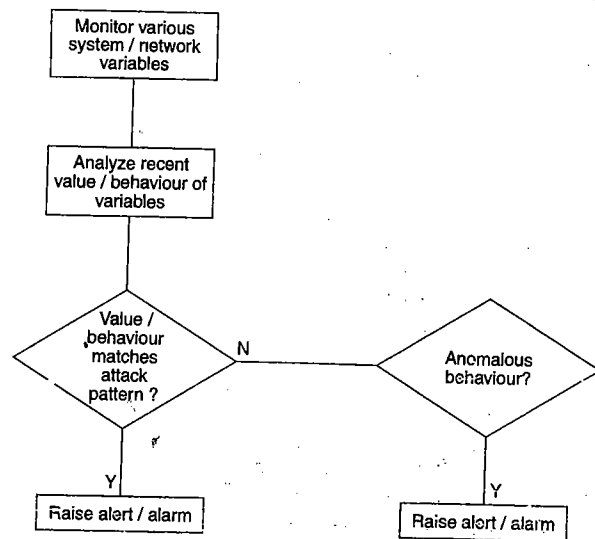 Monitor various
system / network
variables
Analyze recent
value / behaviour of
variables
Value /
behaviour
matches
attack
pattern ?
N
Anomalous
behaviour?
Y
Raise alert / alarm
Y
Raise alert / alarm